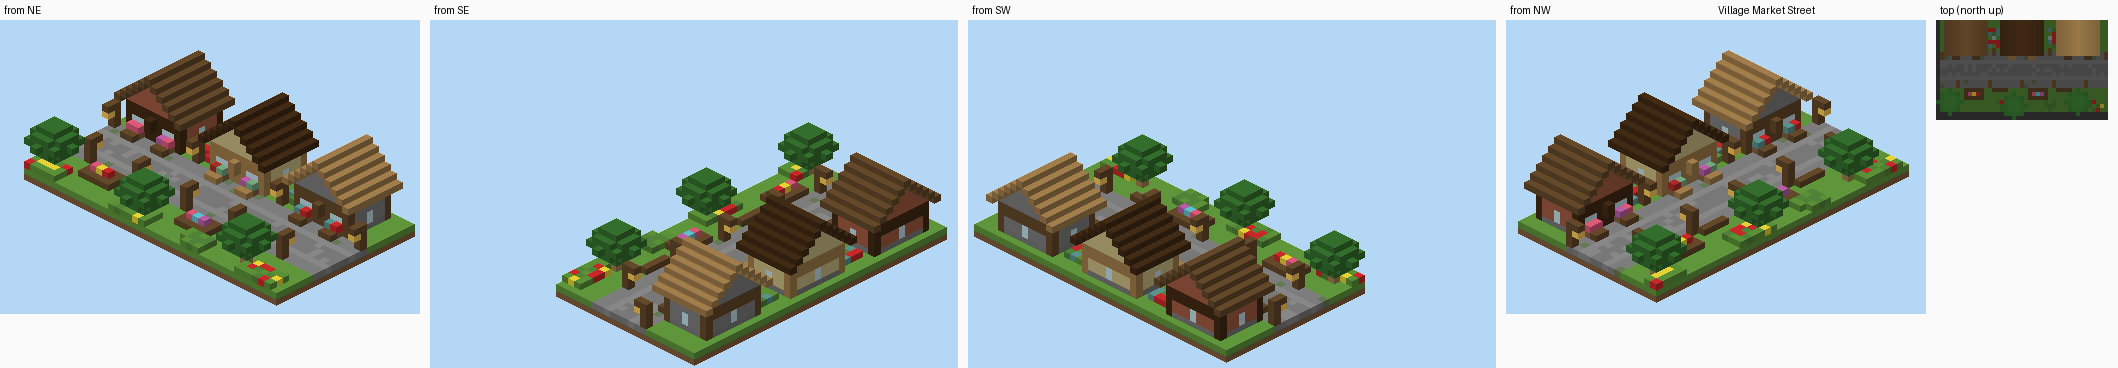 from NE
from SE
from SW
from NW
Village Market Street
top (north up)